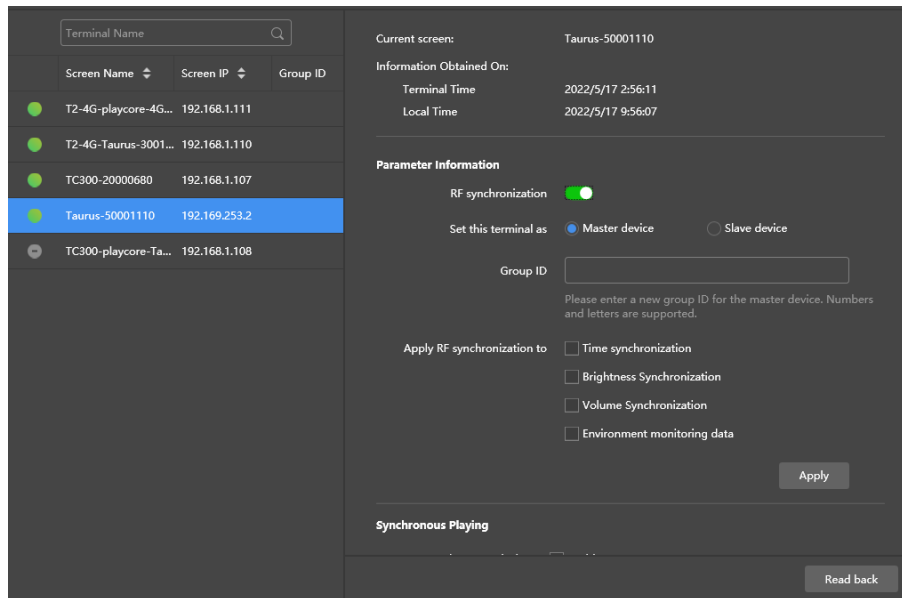 Terminal Name
Screen Name Screen IP Group ID
T2-4G-playcore-4G... 192.168.1.111
T2-4G-Taurus-3001... 192.168.1.110
TC300-20000680 192.168.1.107
Taurus-50001110 192.169.253.2
TC300-playcore-Ta... 192.168.1.108
Current screen: Taurus-50001110
Information Obtained On:
Terminal Time 2022/5/17 2:56:11
Local Time 2022/5/17 9:56:07
Parameter Information
RF synchronization
Set this terminal as Master device Slave device
Group ID
Please enter a new group ID for the master device. Numbers
and letters are supported.
Apply RF synchronization to Time synchronization
Brightness Synchronization
Volume Synchronization
Environment monitoring data
Apply
Synchronous Playing
Read back